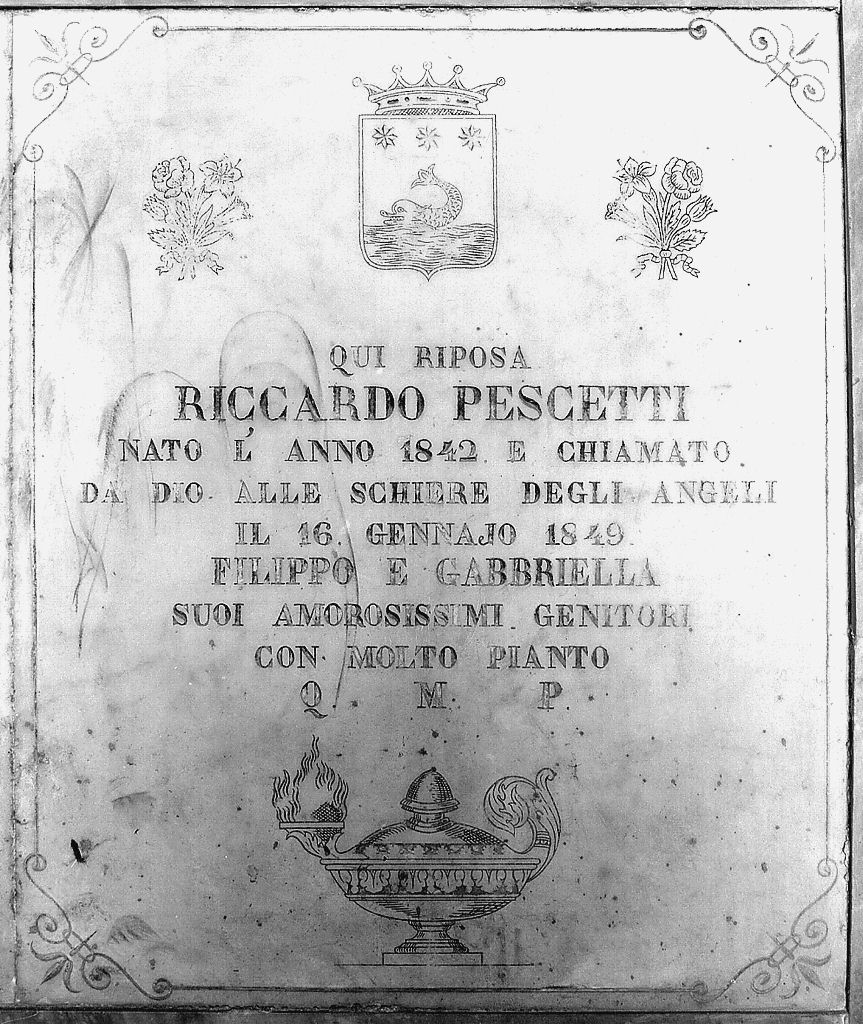 QUI RIPOSA
RICCARDO PESCETTI
NATO L ANNO 1842 E CHIAMATO
DA DIO ALLE SCHIERE DEGLI ANGELI
IL 16. GENNAJO 1849.
FILIPPO E GABBRIELLA
SUOI AMOROSISSIMI GENITORI
CON MOLTO PIANTO
Q. M. P.